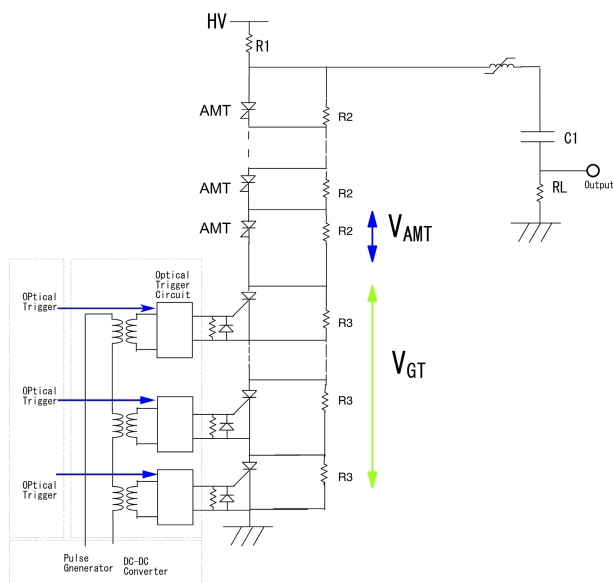 HV
R1
AMT
R2
C1
AMT
R2
RL
Output
AMT
R2
VAMT
Optical
Trigger
Circuit
OPtical
Trigger
R3
VGT
OPtical
Trigger
R3
OPtical
Trigger
R3
Pulse
Gnenerator
DC-DC
Converter